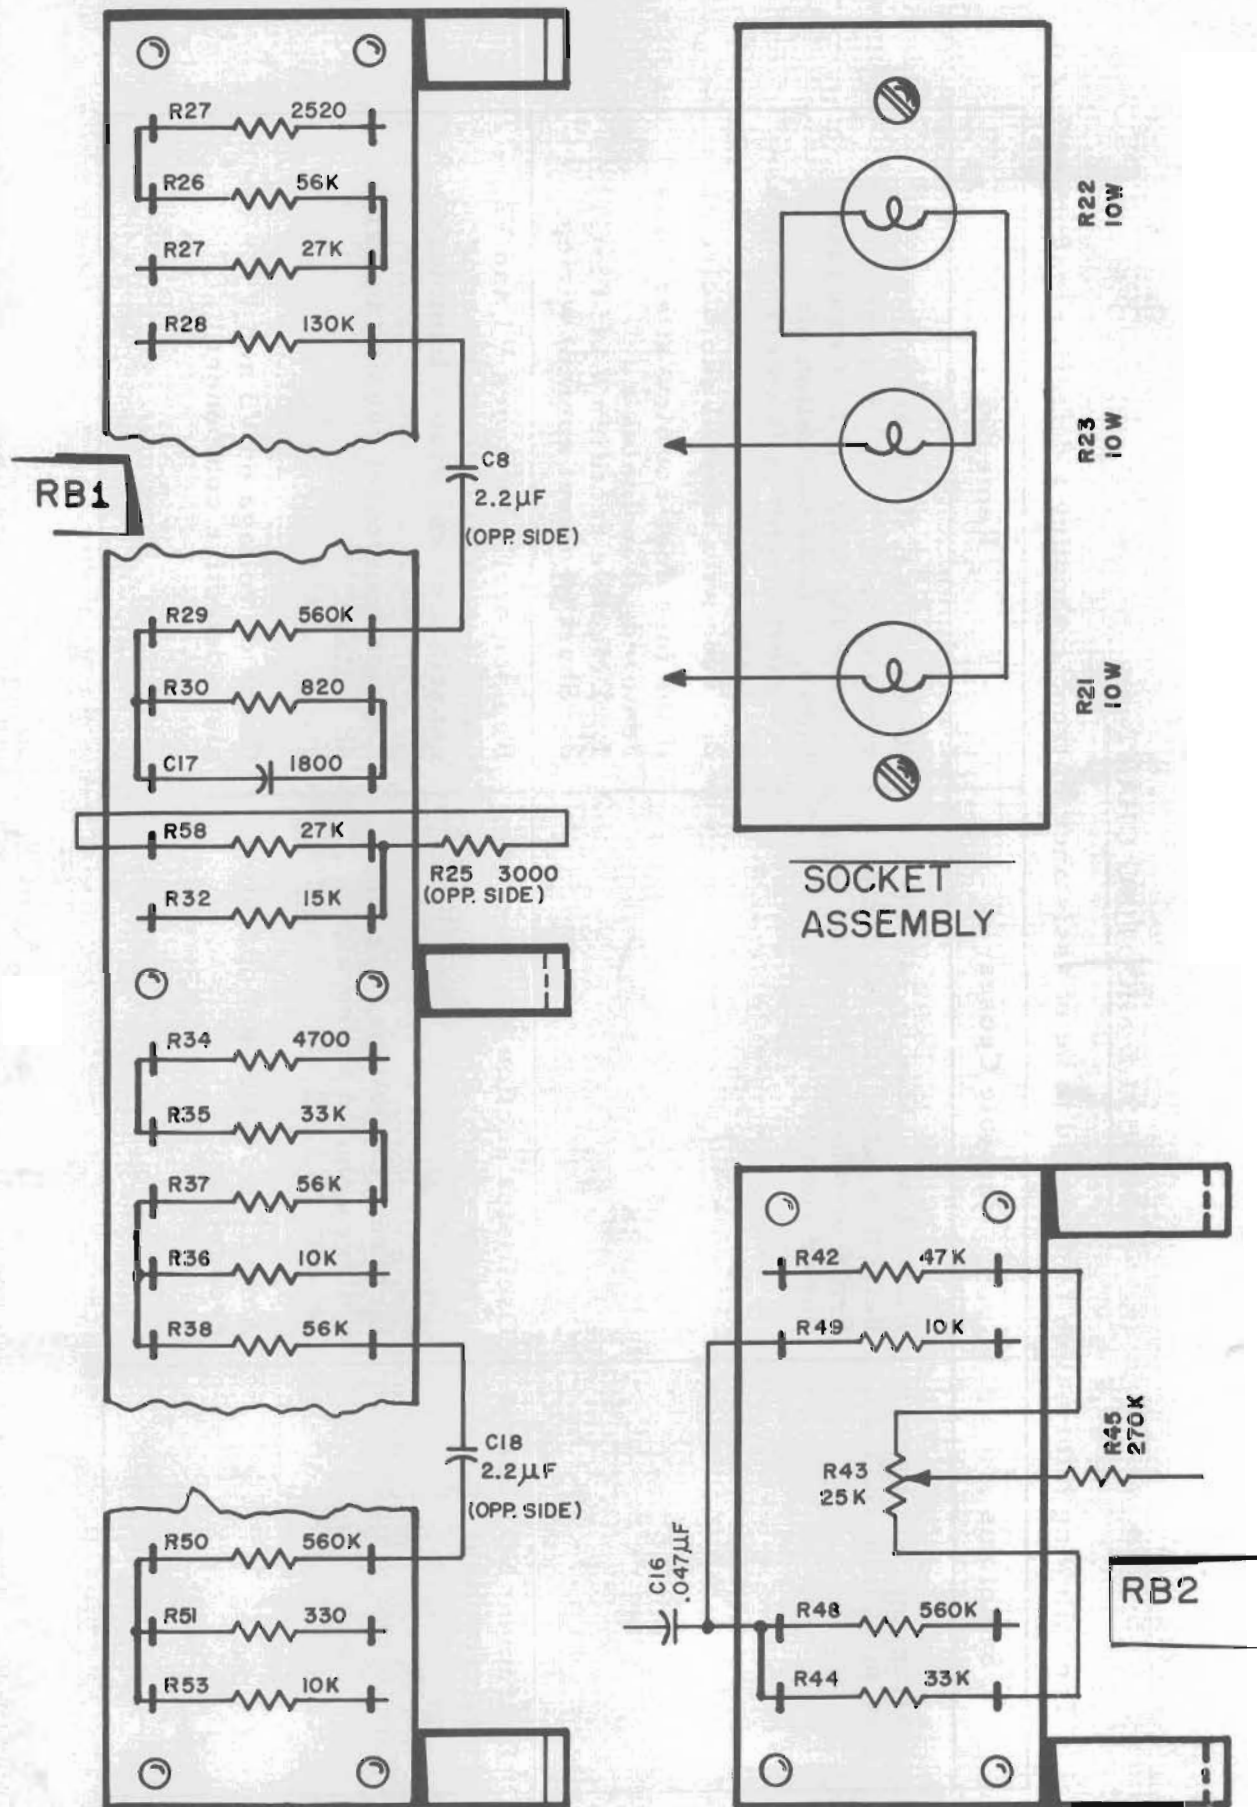 R27 2520
R26 56K
R27 27K
R28 130K
C8
2.2µF
(OPP. SIDE)
RB1
R29 560K
R30 820
C17 1800
R58 27K
R25 3000
(OPP. SIDE)
R32 15K
R34 4700
R35 33K
R37 56K
R36 10K
R38 56K
C18
2.2µF
(OPP. SIDE)
R50 560K
R51 330
R53 10K
R22
10W
R23
10W
R21
10W
SOCKET
ASSEMBLY
R42 47K
R49 10K
R43
25K
R45
270K
C16
.047µF
R48 560K
R44 33K
RB2